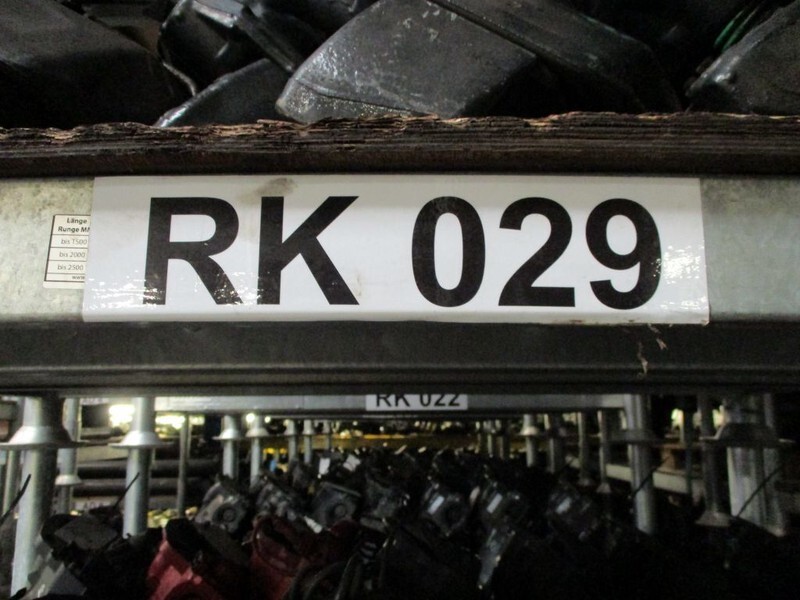 RK 029
Länge
Runge
bis 1500
bis 2000
bis 2500
RK 022